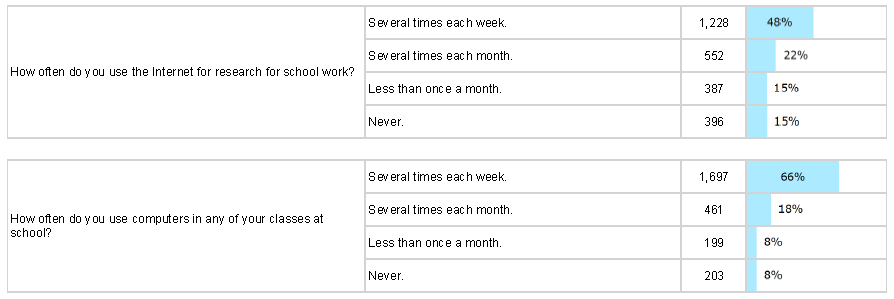 How often do you use the Internet for research for school work?
Several times each week. 1,228 48%
Several times each month. 552 22%
Less than once a month. 387 15%
Never. 396 15%
How often do you use computers in any of your classes at
school?
Several times each week. 1,697 66%
Several times each month. 461 18%
Less than once a month. 199 8%
Never. 203 8%